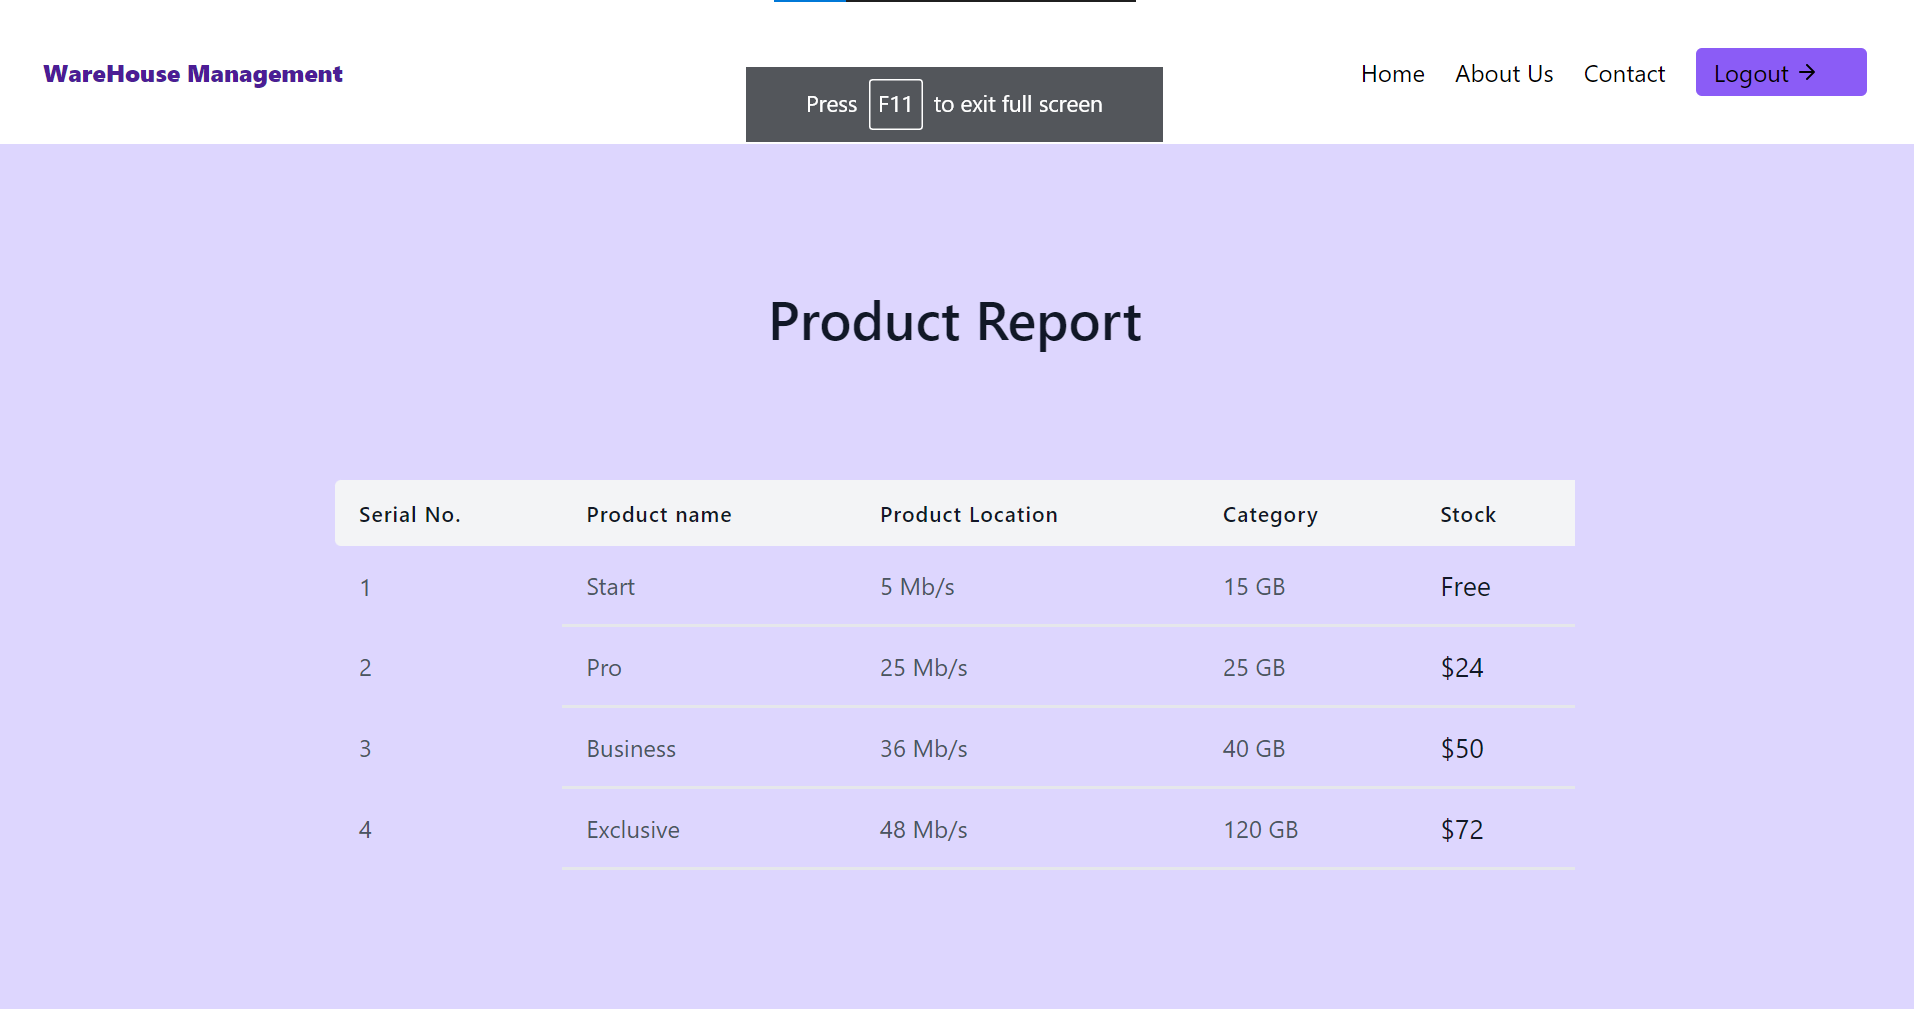 WareHouse Management
Home About Us Contact Logout →
Press F11 to exit full screen
Product Report
Serial No. Product name Product Location Category Stock
1 Start 5 Mb/s 15 GB Free
2 Pro 25 Mb/s 25 GB $24
3 Business 36 Mb/s 40 GB $50
4 Exclusive 48 Mb/s 120 GB $72